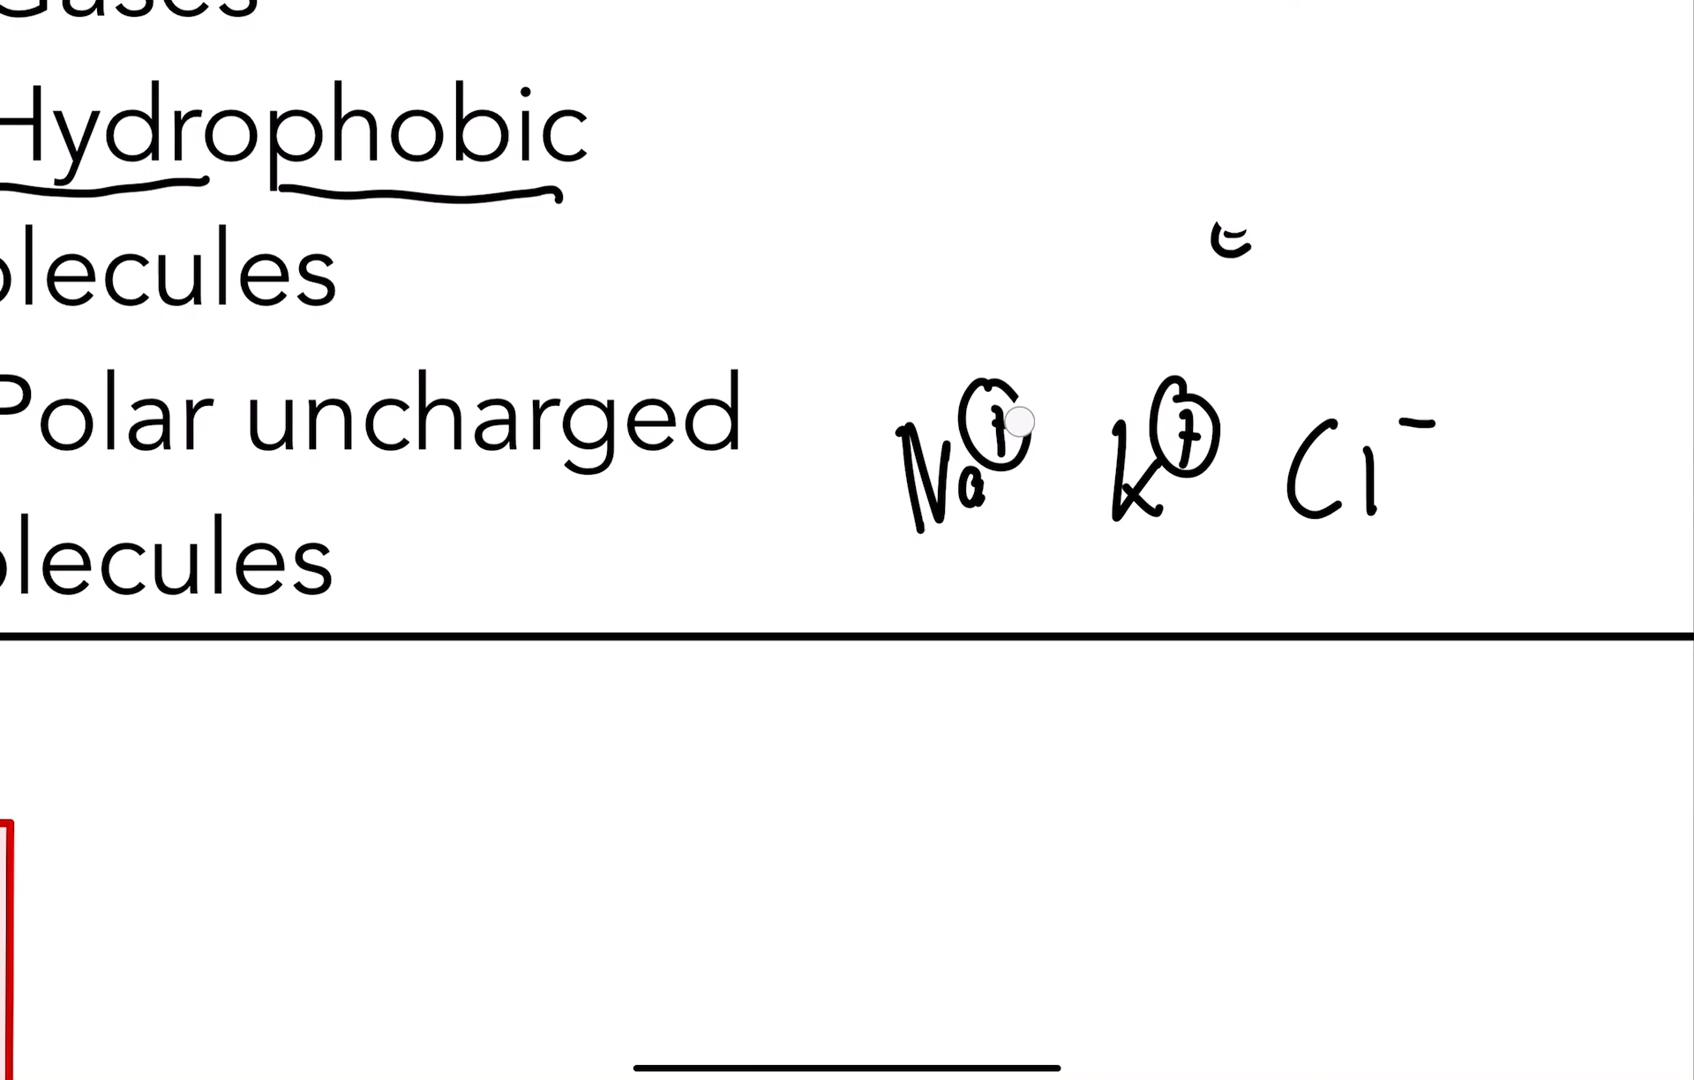 Gases
Hydrophobic
olecules
Polar uncharged
olecules
Na⁺ K⁺ Cl⁻